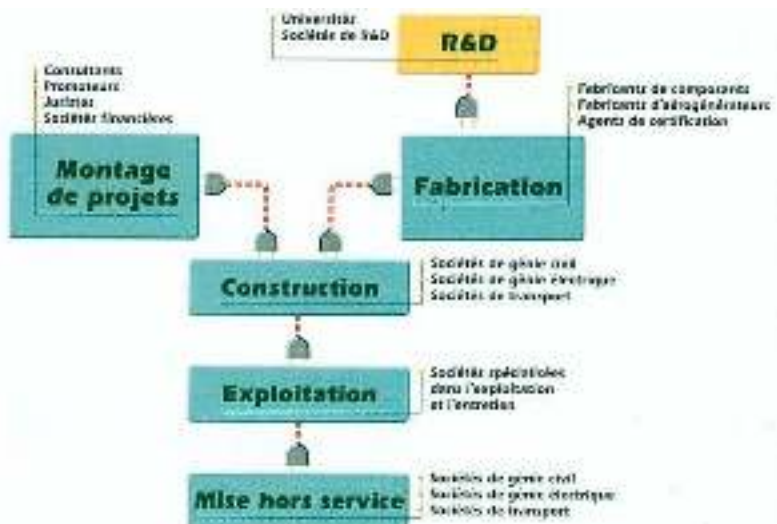 Universités
Sociétés de R&D
R&D
Consultants
Promoteurs
Juristes
Sociétés financières
Montage
de projets
Fabricants de composants
Fabricants d'aérogénérateurs
Agents de certification
Fabrication
Construction
Sociétés de génie civil
Sociétés de génie électrique
Sociétés de transport
Exploitation
Sociétés spécialisées
dans l'exploitation
et l'entretien
Mise hors service
Sociétés de génie civil
Sociétés de génie électrique
Sociétés de transport